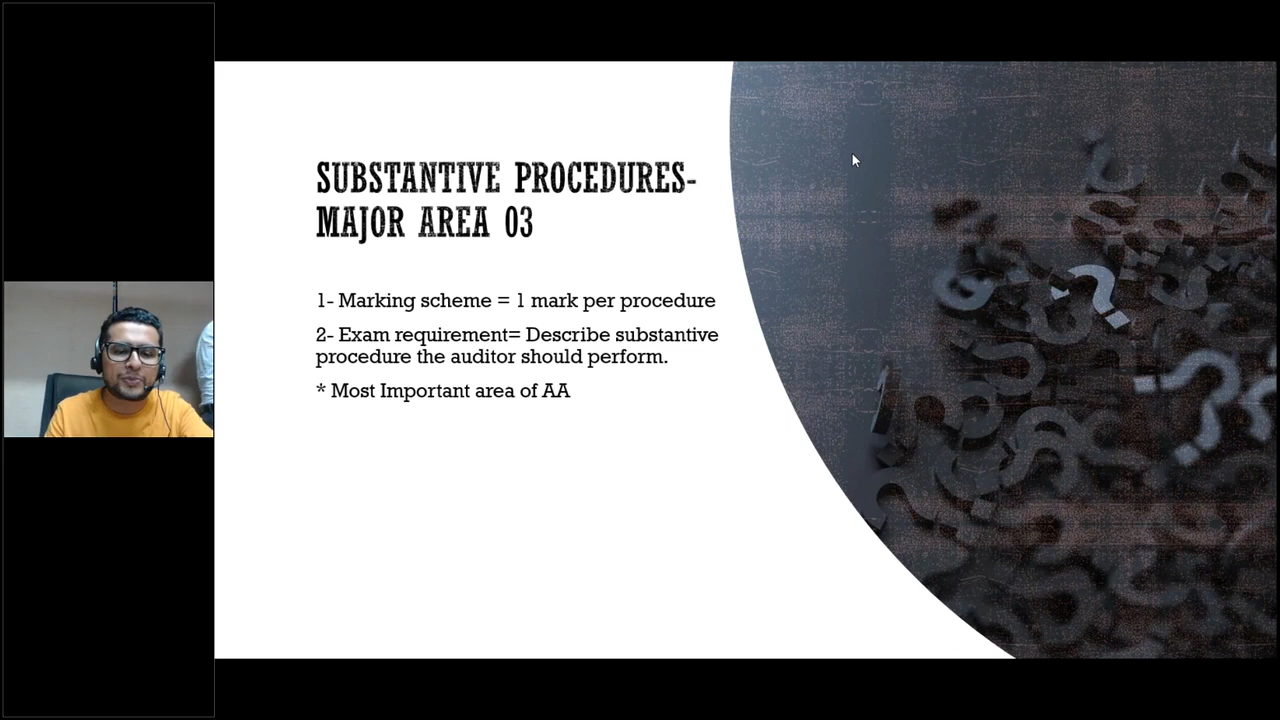 SUBSTANTIVE PROCEDURES-
MAJOR AREA 03
1- Marking scheme = 1 mark per procedure
2- Exam requirement= Describe substantive
procedure the auditor should perform.
* Most Important area of AA